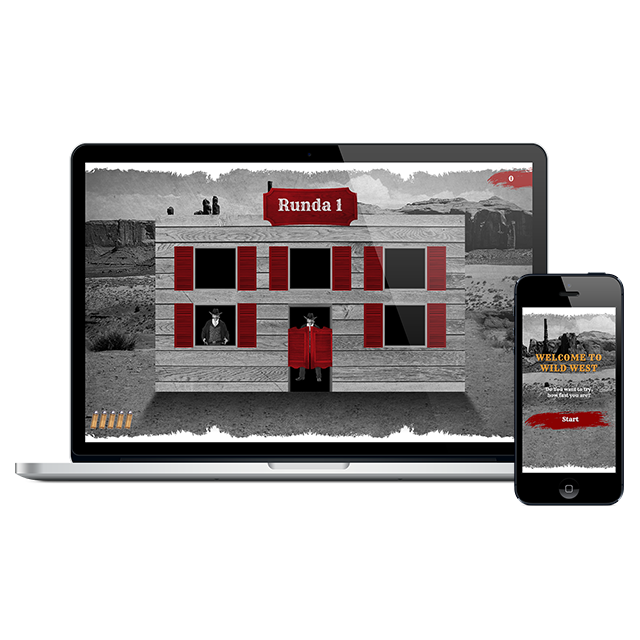 0
Runda 1
WELCOME TO
WILD WEST
Do you want to try,
how fast you are?
Start